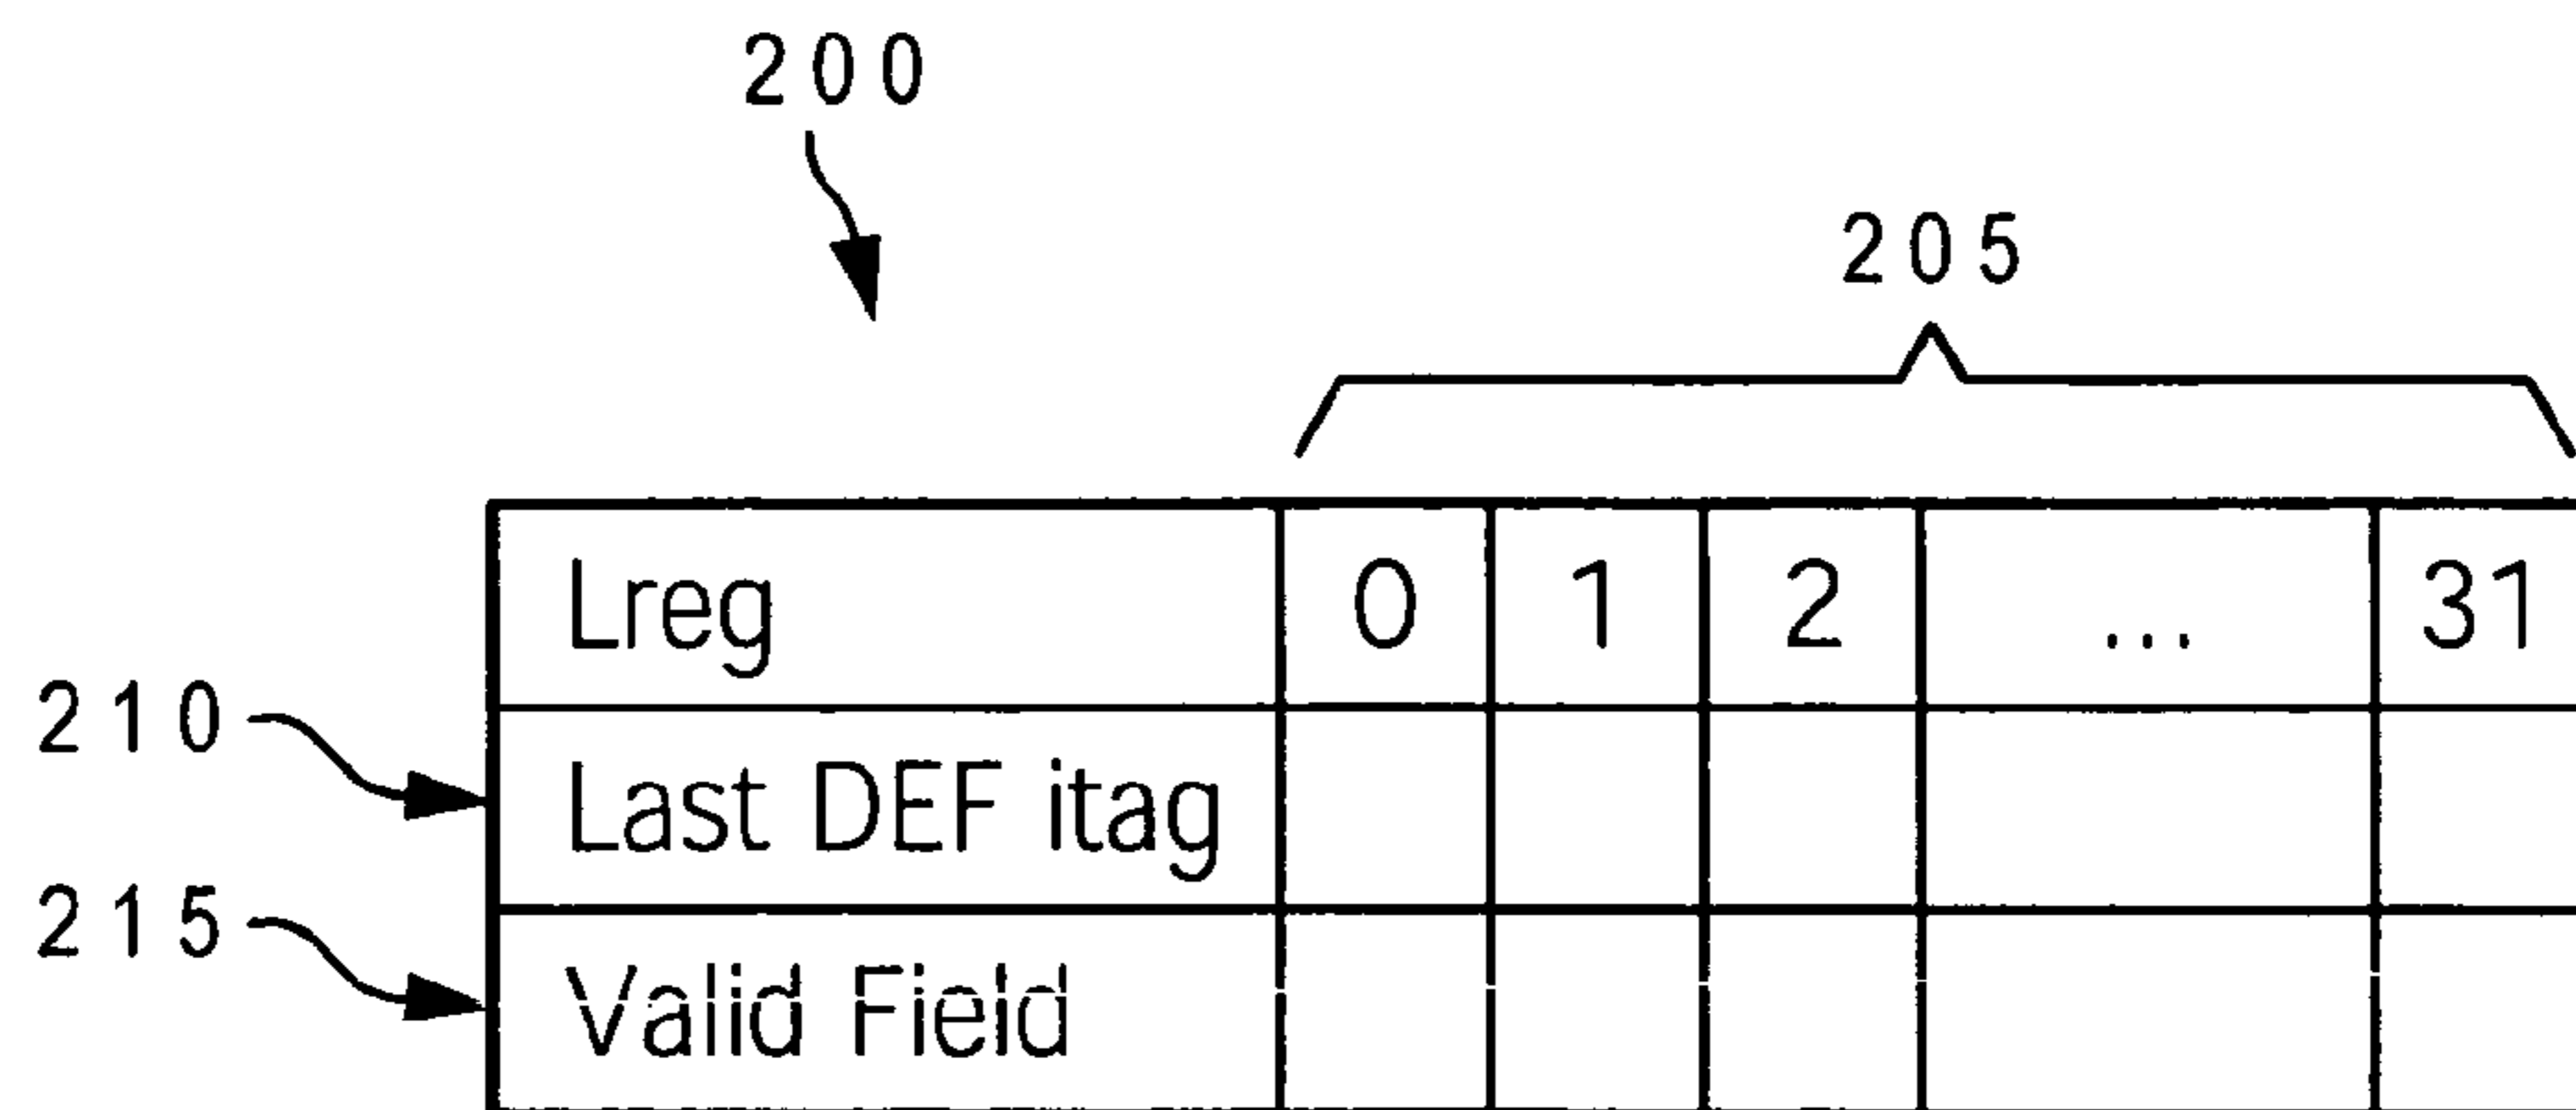 200
205
Lreg 0 1 2 ... 31
210
Last DEF itag
215
Valid Field